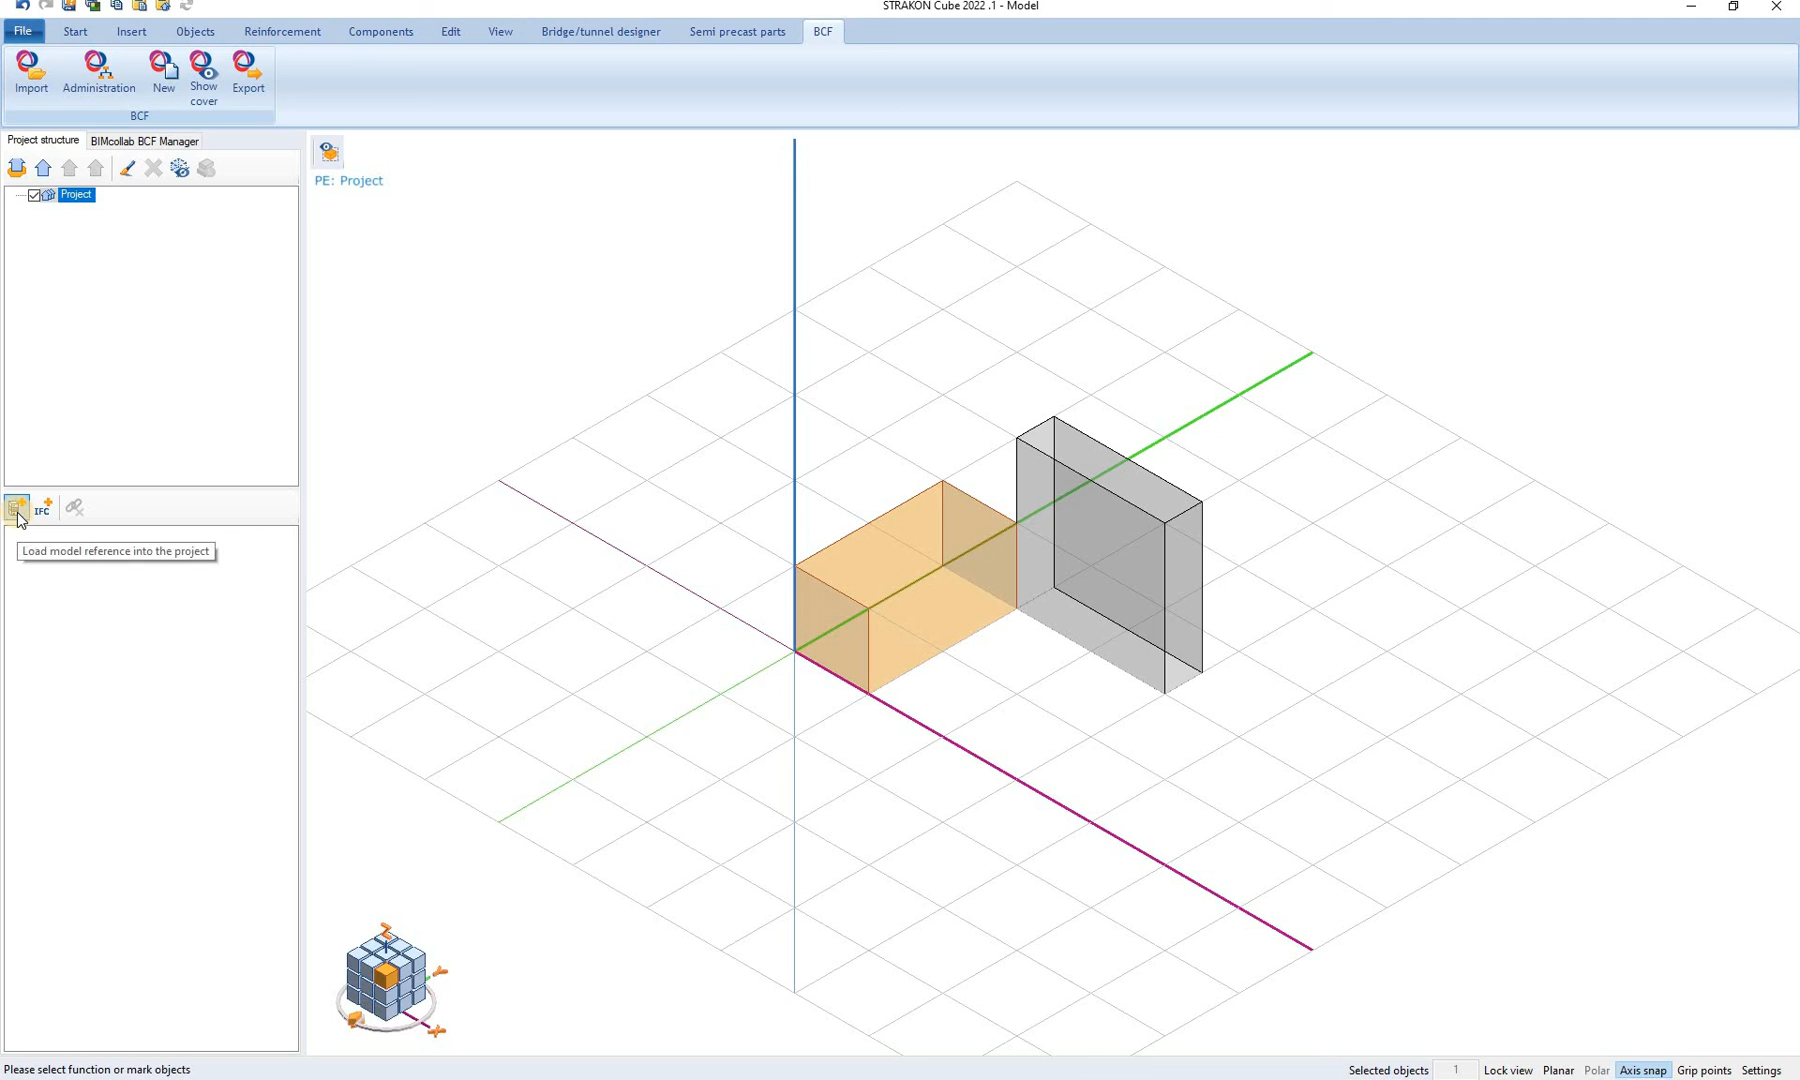 STRAKON Cube 2022 .1 - Model
File Start Insert Objects Reinforcement Components Edit View Bridge/tunnel designer Semi precast parts BCF
Import Administration New Show cover Export
BCF
Project structure BIMcollab BCF Manager
PE: Project
Project
IFC
Load model reference into the project
Z
Y
X
Please select function or mark objects
Selected objects 1 Lock view Planar Polar Axis snap Grip points Settings